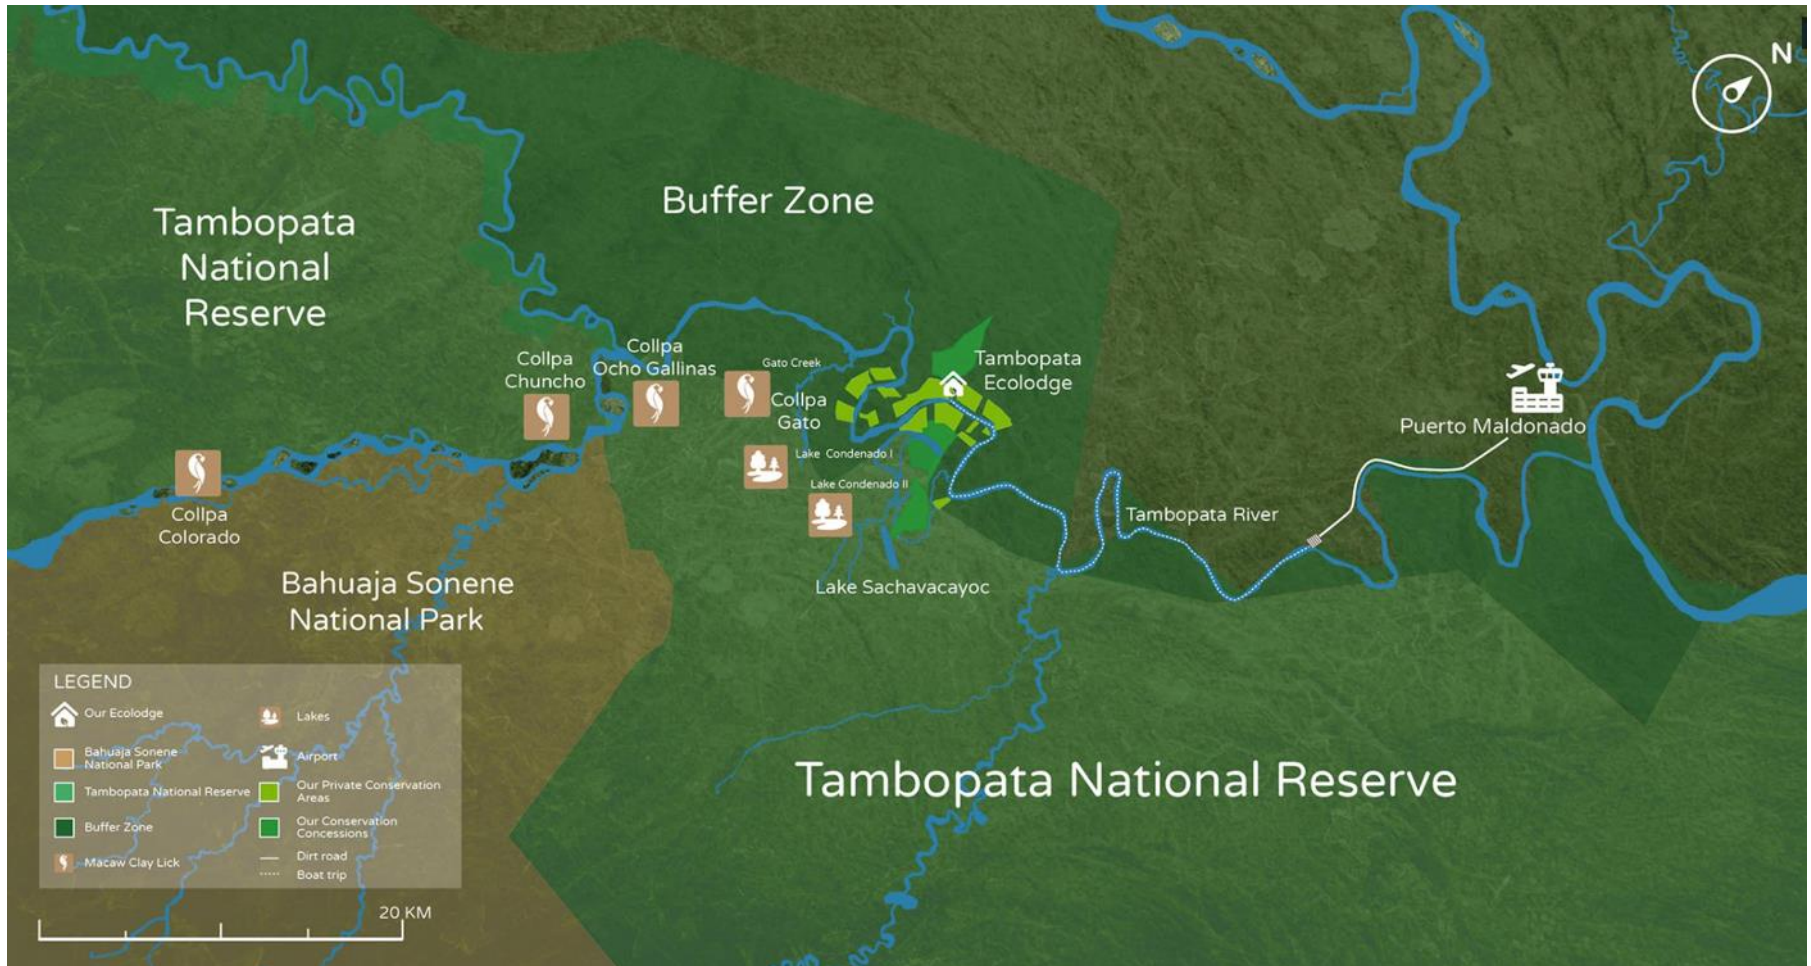 N
Tambopata
National
Reserve
Buffer Zone
Collpa
Chuncho
Collpa
Ocho Gallinas
Gato Creek
Collpa
Gato
Tambopata
Ecolodge
Puerto Maldonado
Lake Condenado I
Lake Condenado II
Tambopata River
Collpa
Colorado
Bahuaja Sonene
National Park
Lake Sachavacayoc
Tambopata National Reserve
LEGEND
Our Ecolodge
Bahuaja Sonene
National Park
Tambopata National Reserve
Buffer Zone
Macaw Clay Lick
Lakes
Airport
Our Private Conservation
Areas
Our Conservation
Concessions
Dirt road
Boat trip
20 KM